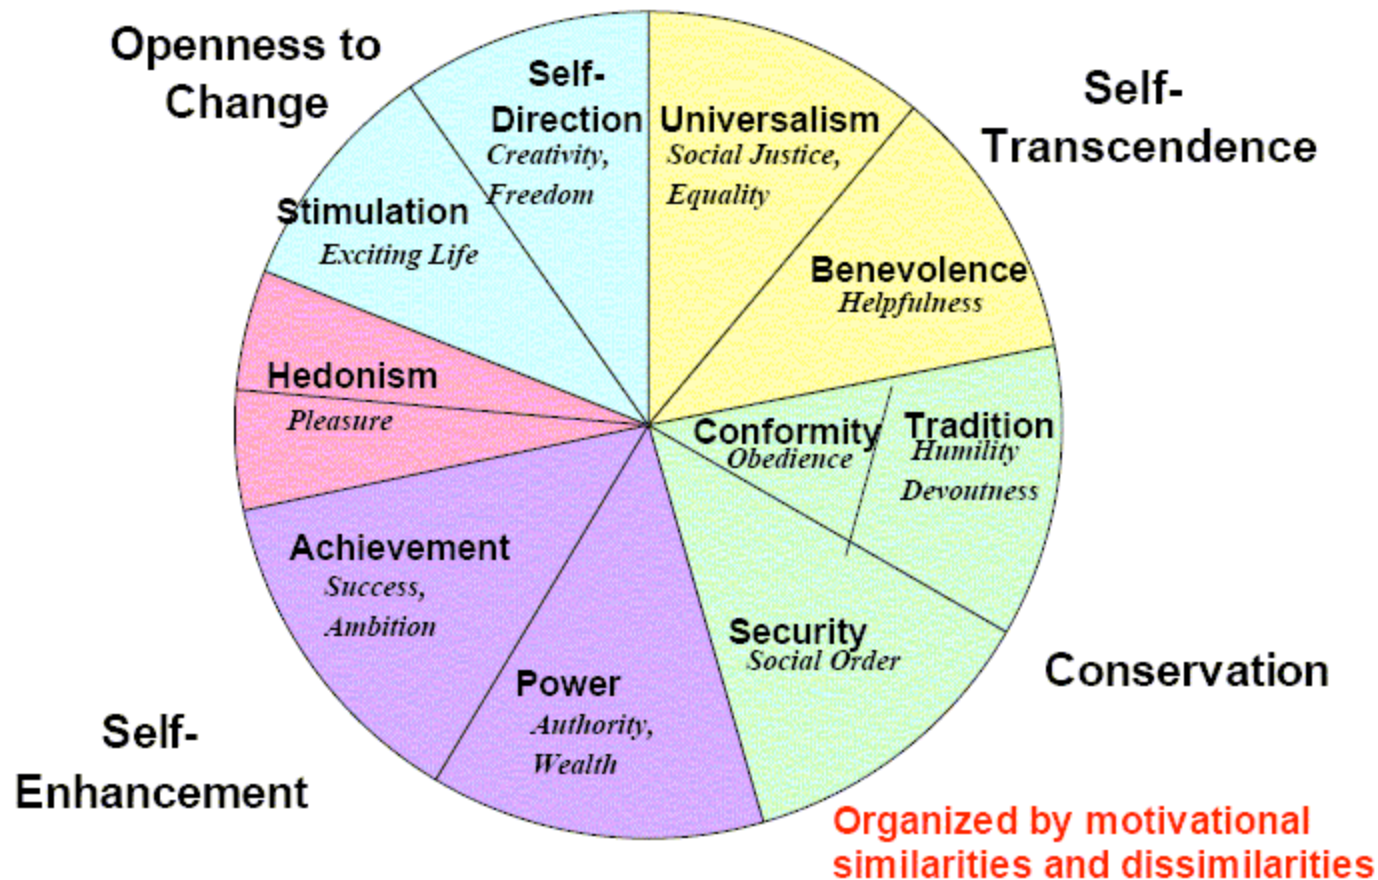 Openness to
Change
Self-
Direction
Creativity,
Freedom
Universalism
Social Justice,
Equality
Self-
Transcendence
Stimulation
Exciting Life
Benevolence
Helpfulness
Hedonism
Pleasure
Conformity
Obedience
Tradition
Humility
Devoutness
Achievement
Success,
Ambition
Security
Social Order
Power
Authority,
Wealth
Conservation
Self-
Enhancement
Organized by motivational
similarities and dissimilarities